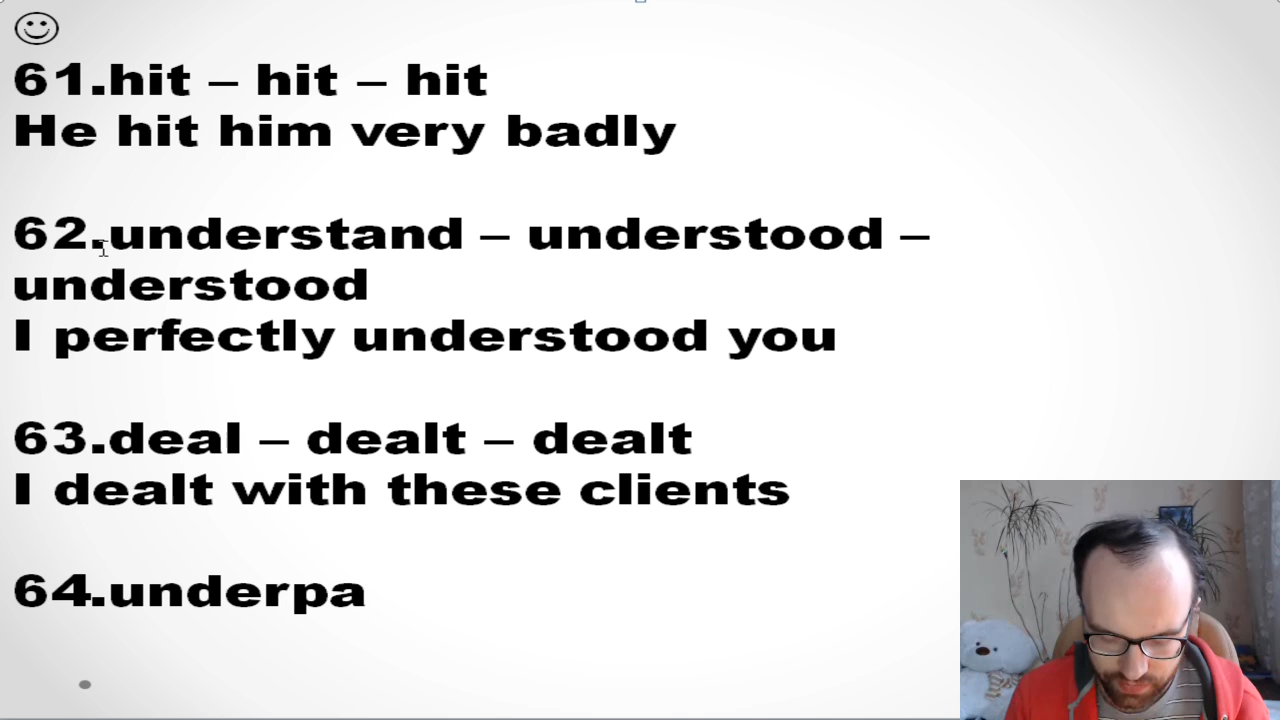 61.hit – hit – hit
He hit him very badly
62.understand – understood –
understood
I perfectly understood you
63.deal – dealt – dealt
I dealt with these clients
64.underpa